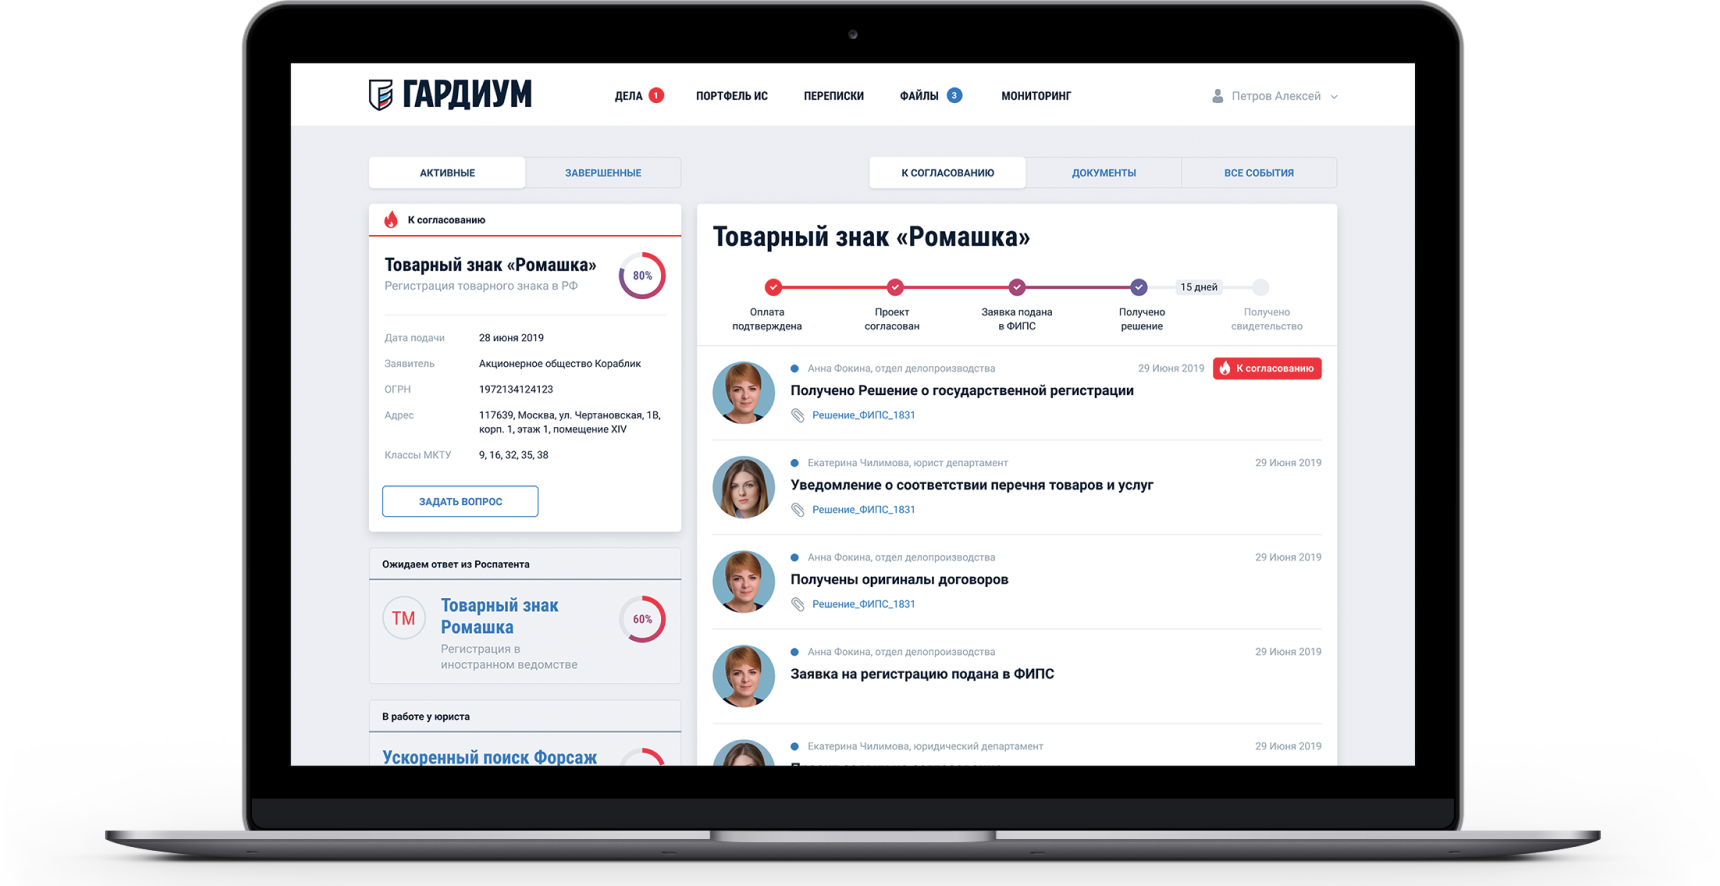 ГАРДИУМ
ДЕЛА 1
ПОРТФЕЛЬ ИС
ПЕРЕПИСКИ
ФАЙЛЫ 3
МОНИТОРИНГ
Петров Алексей
АКТИВНЫЕ
ЗАВЕРШЕННЫЕ
К согласованию
Товарный знак «Ромашка»
Регистрация товарного знака в РФ
80%
Дата подачи 28 июня 2019
Заявитель Акционерное общество Кораблик
ОГРН 1972134124123
Адрес 117639, Москва, ул. Чертановская, 1В,
корп. 1, этаж 1, помещение XIV
Классы МКТУ 9, 16, 32, 35, 38
ЗАДАТЬ ВОПРОС
Ожидаем ответ из Роспатента
ТМ
Товарный знак
Ромашка
Регистрация в
иностранном ведомстве
60%
В работе у юриста
Ускоренный поиск Форсаж
К СОГЛАСОВАНИЮ
ДОКУМЕНТЫ
ВСЕ СОБЫТИЯ
Товарный знак «Ромашка»
15 дней
Оплата
подтверждена
Проект
согласован
Заявка подана
в ФИПС
Получено
решение
Получено
свидетельство
Анна Фокина, отдел делопроизводства 29 Июня 2019 К согласованию
Получено Решение о государственной регистрации
Решение_ФИПС_1831
Екатерина Чилимова, юрист департамент 29 Июня 2019
Уведомление о соответствии перечня товаров и услуг
Решение_ФИПС_1831
Анна Фокина, отдел делопроизводства 29 Июня 2019
Получены оригиналы договоров
Решение_ФИПС_1831
Анна Фокина, отдел делопроизводства 29 Июня 2019
Заявка на регистрацию подана в ФИПС
Екатерина Чилимова, юридический департамент 29 Июня 2019